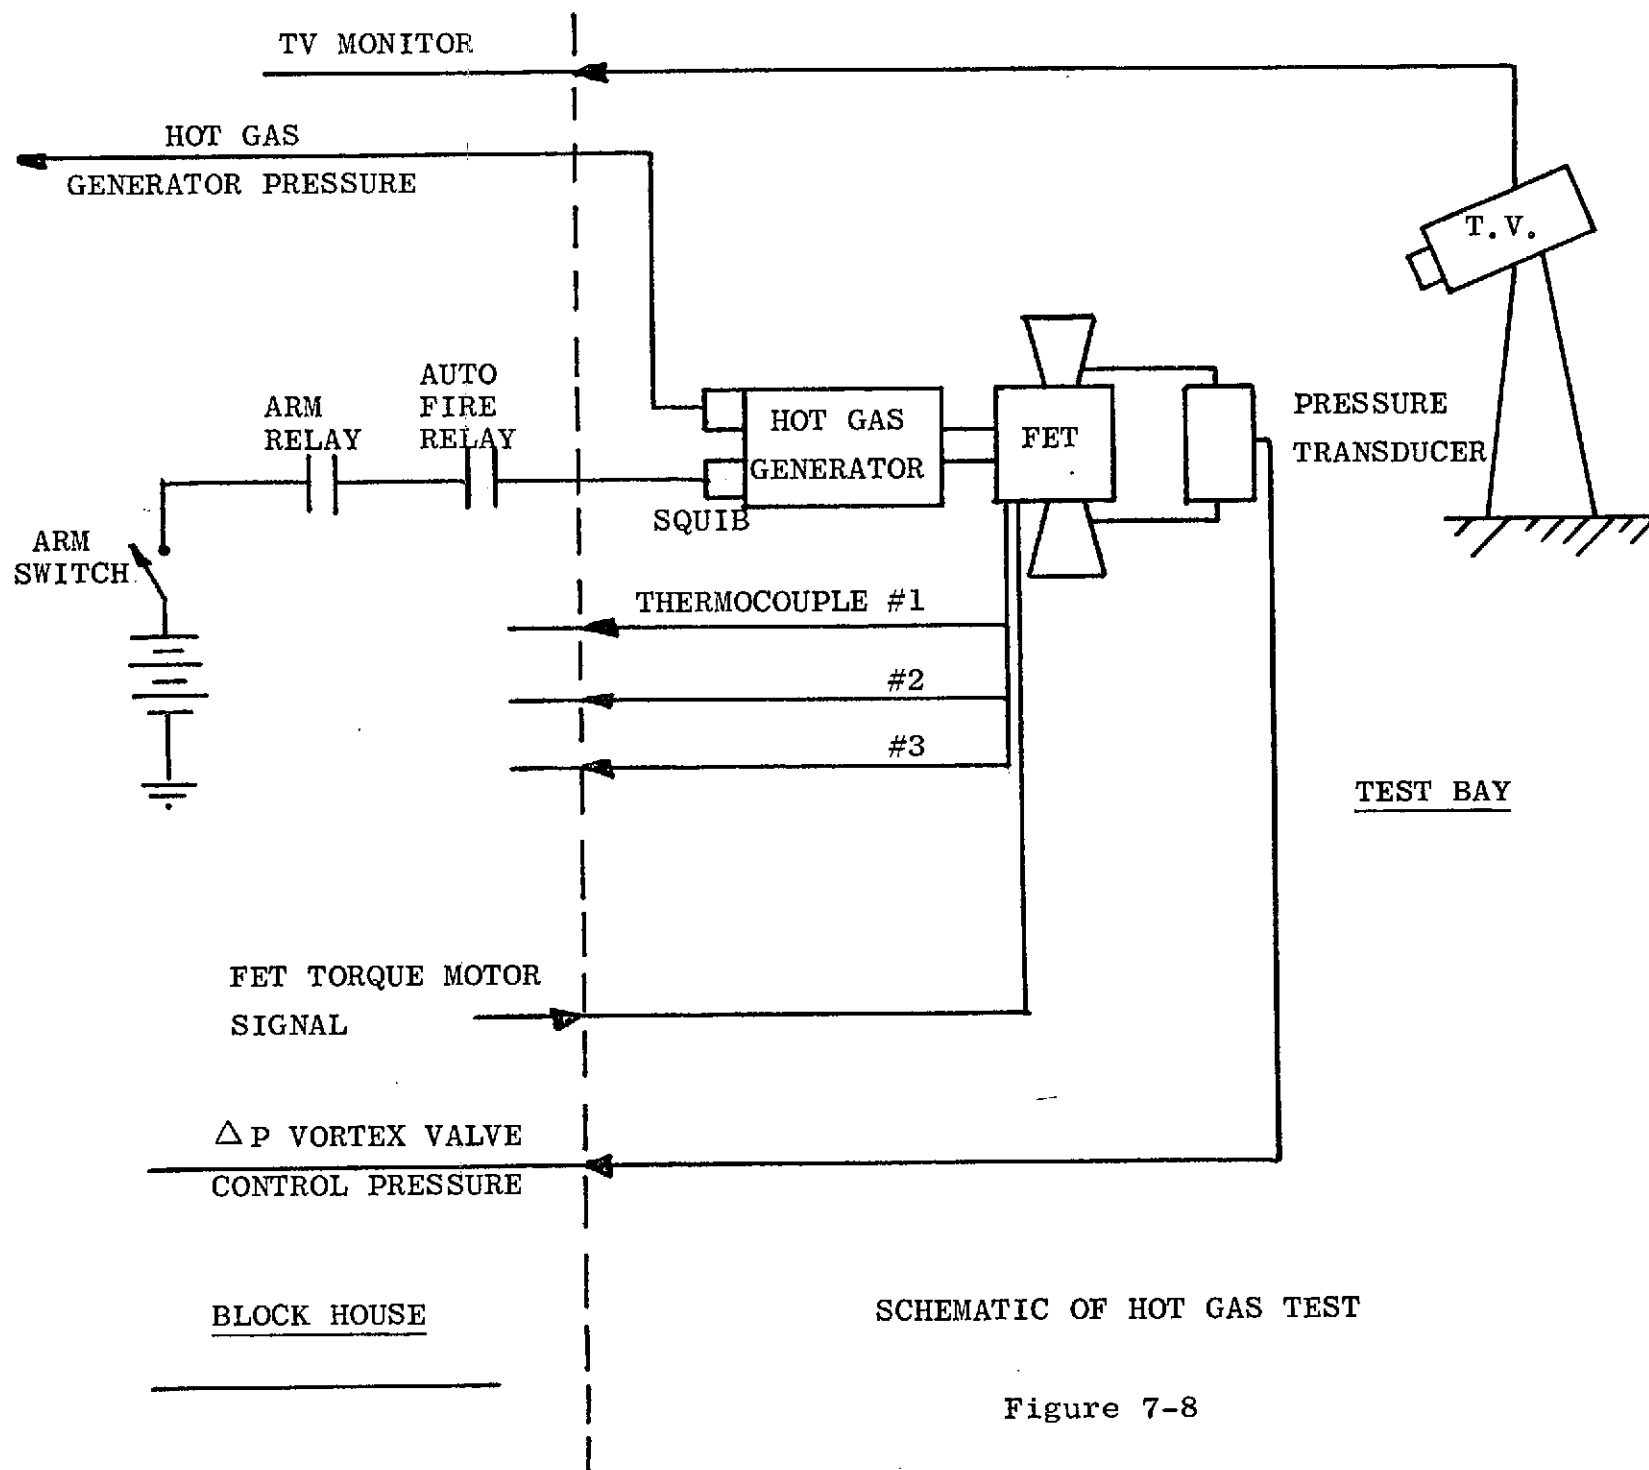 TV MONITOR
HOT GAS
GENERATOR PRESSURE
T.V.
AUTO
FIRE
RELAY
ARM
RELAY
HOT GAS
GENERATOR
FET
PRESSURE
TRANSDUCER
SQUIB
ARM
SWITCH
THERMOCOUPLE #1
#2
#3
TEST BAY
FET TORQUE MOTOR
SIGNAL
△P VORTEX VALVE
CONTROL PRESSURE
BLOCK HOUSE
SCHEMATIC OF HOT GAS TEST
Figure 7-8